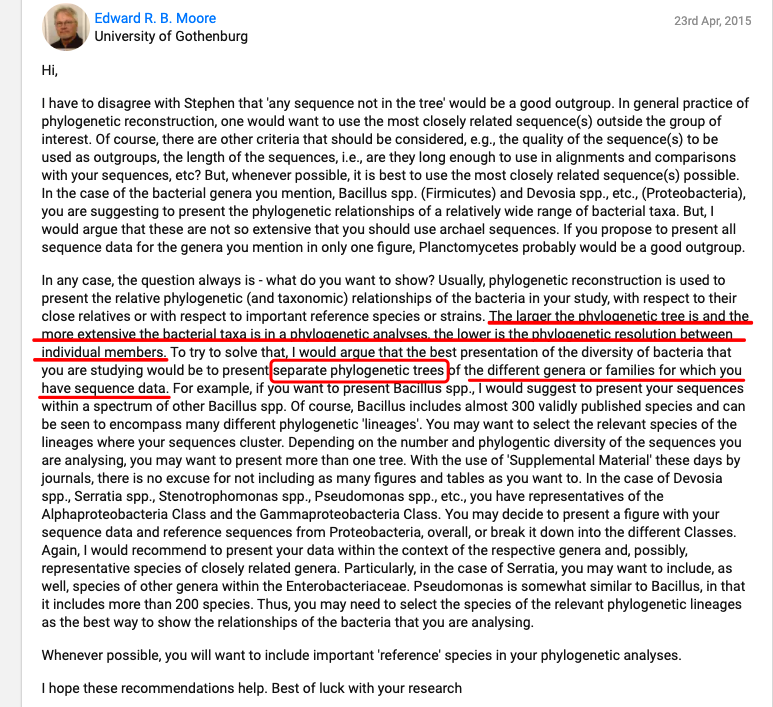 Edward R. B. Moore
23rd Apr, 2015
University of Gothenburg
Hi,
I have to disagree with Stephen that 'any sequence not in the tree' would be a good outgroup. In general practice of
phylogenetic reconstruction, one would want to use the most closely related sequence(s) outside the group of
interest. Of course, there are other criteria that should be considered, e.g., the quality of the sequence(s) to be
used as outgroups, the length of the sequences, i.e., are they long enough to use in alignments and comparisons
with your sequences, etc? But, whenever possible, it is best to use the most closely related sequence(s) possible.
In the case of the bacterial genera you mention, Bacillus spp. (Firmicutes) and Devosia spp., etc., (Proteobacteria),
you are suggesting to present the phylogenetic relationships of a relatively wide range of bacterial taxa. But, I
would argue that these are not so extensive that you should use archael sequences. If you propose to present all
sequence data for the genera you mention in only one figure, Planctomycetes probably would be a good outgroup.
In any case, the question always is - what do you want to show? Usually, phylogenetic reconstruction is used to
present the relative phylogenetic (and taxonomic) relationships of the bacteria in your study, with respect to their
close relatives or with respect to important reference species or strains. The larger the phylogenetic tree is and the
more extensive the bacterial taxa is in a phylogenetic analyses, the lower is the phylogenetic resolution between
individual members. To try to solve that, I would argue that the best presentation of the diversity of bacteria that
you are studying would be to present separate phylogenetic trees of the different genera or families for which you
have sequence data. For example, if you want to present Bacillus spp., I would suggest to present your sequences
within a spectrum of other Bacillus spp. Of course, Bacillus includes almost 300 validly published species and can
be seen to encompass many different phylogenetic 'lineages'. You may want to select the relevant species of the
lineages where your sequences cluster. Depending on the number and phylogentic diversity of the sequences you
are analysing, you may want to present more than one tree. With the use of 'Supplemental Material' these days by
journals, there is no excuse for not including as many figures and tables as you want to. In the case of Devosia
spp., Serratia spp., Stenotrophomonas spp., Pseudomonas spp., etc., you have representatives of the
Alphaproteobacteria Class and the Gammaproteobacteria Class. You may decide to present a figure with your
sequence data and reference sequences from Proteobacteria, overall, or break it down into the different Classes.
Again, I would recommend to present your data within the context of the respective genera and, possibly,
representative species of closely related genera. Particularly, in the case of Serratia, you may want to include, as
well, species of other genera within the Enterobacteriaceae. Pseudomonas is somewhat similar to Bacillus, in that
it includes more than 200 species. Thus, you may need to select the species of the relevant phylogenetic lineages
as the best way to show the relationships of the bacteria that you are analysing.
Whenever possible, you will want to include important 'reference' species in your phylogenetic analyses.
I hope these recommendations help. Best of luck with your research